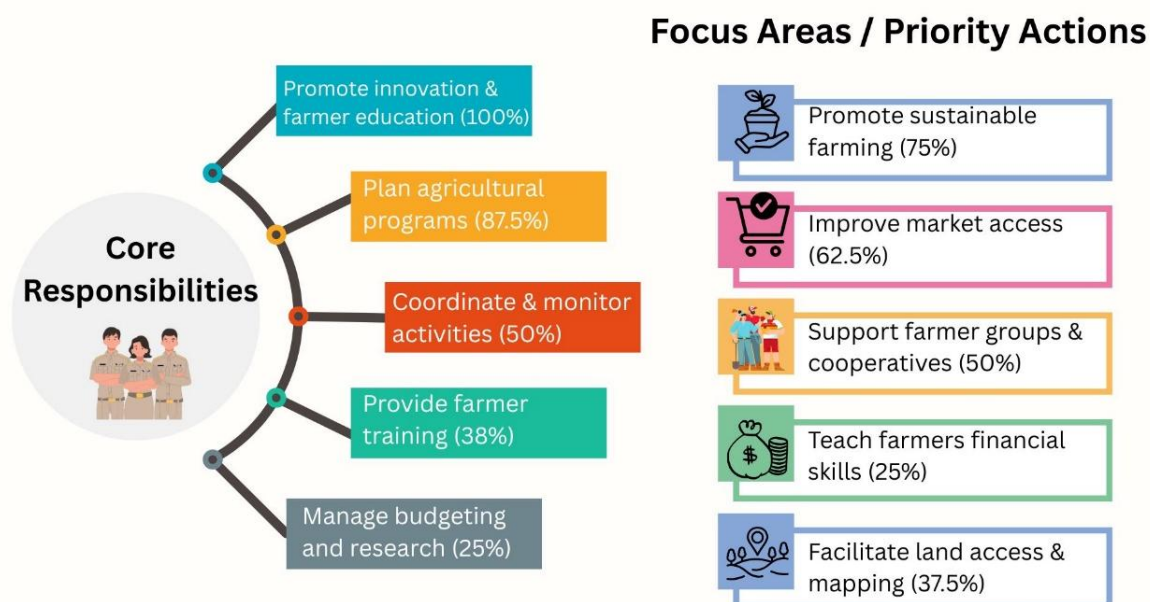 Focus Areas / Priority Actions
Core
Responsibilities
Promote innovation &
farmer education (100%)
Plan agricultural
programs (87.5%)
Coordinate & monitor
activities (50%)
Provide farmer
training (38%)
Manage budgeting
and research (25%)
Promote sustainable
farming (75%)
Improve market access
(62.5%)
Support farmer groups &
cooperatives (50%)
$
Teach farmers financial
skills (25%)
Facilitate land access &
mapping (37.5%)